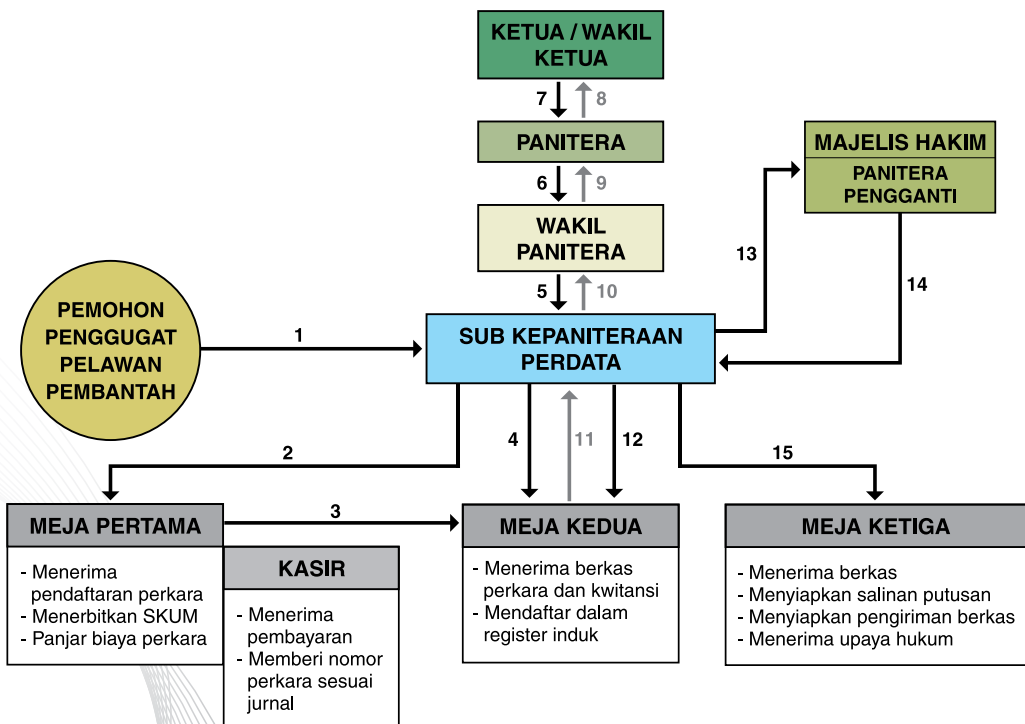 KETUA / WAKIL
KETUA
7
8
PANITERA
6
9
WAKIL
PANITERA
5
10
MAJELIS HAKIM
PANITERA
PENGGANTI
13
14
PEMOHON
PENGGUGAT
PELAWAN
PEMBANTAH
1
SUB KEPANITERAAN
PERDATA
2
4
11
12
15
MEJA PERTAMA
- Menerima
pendaftaran perkara
- Menerbitkan SKUM
- Panjar biaya perkara
3
KASIR
- Menerima
pembayaran
- Memberi nomor
perkara sesuai
jurnal
MEJA KEDUA
- Menerima berkas
perkara dan kwitansi
- Mendaftar dalam
register induk
MEJA KETIGA
- Menerima berkas
- Menyiapkan salinan putusan
- Menyiapkan pengiriman berkas
- Menerima upaya hukum